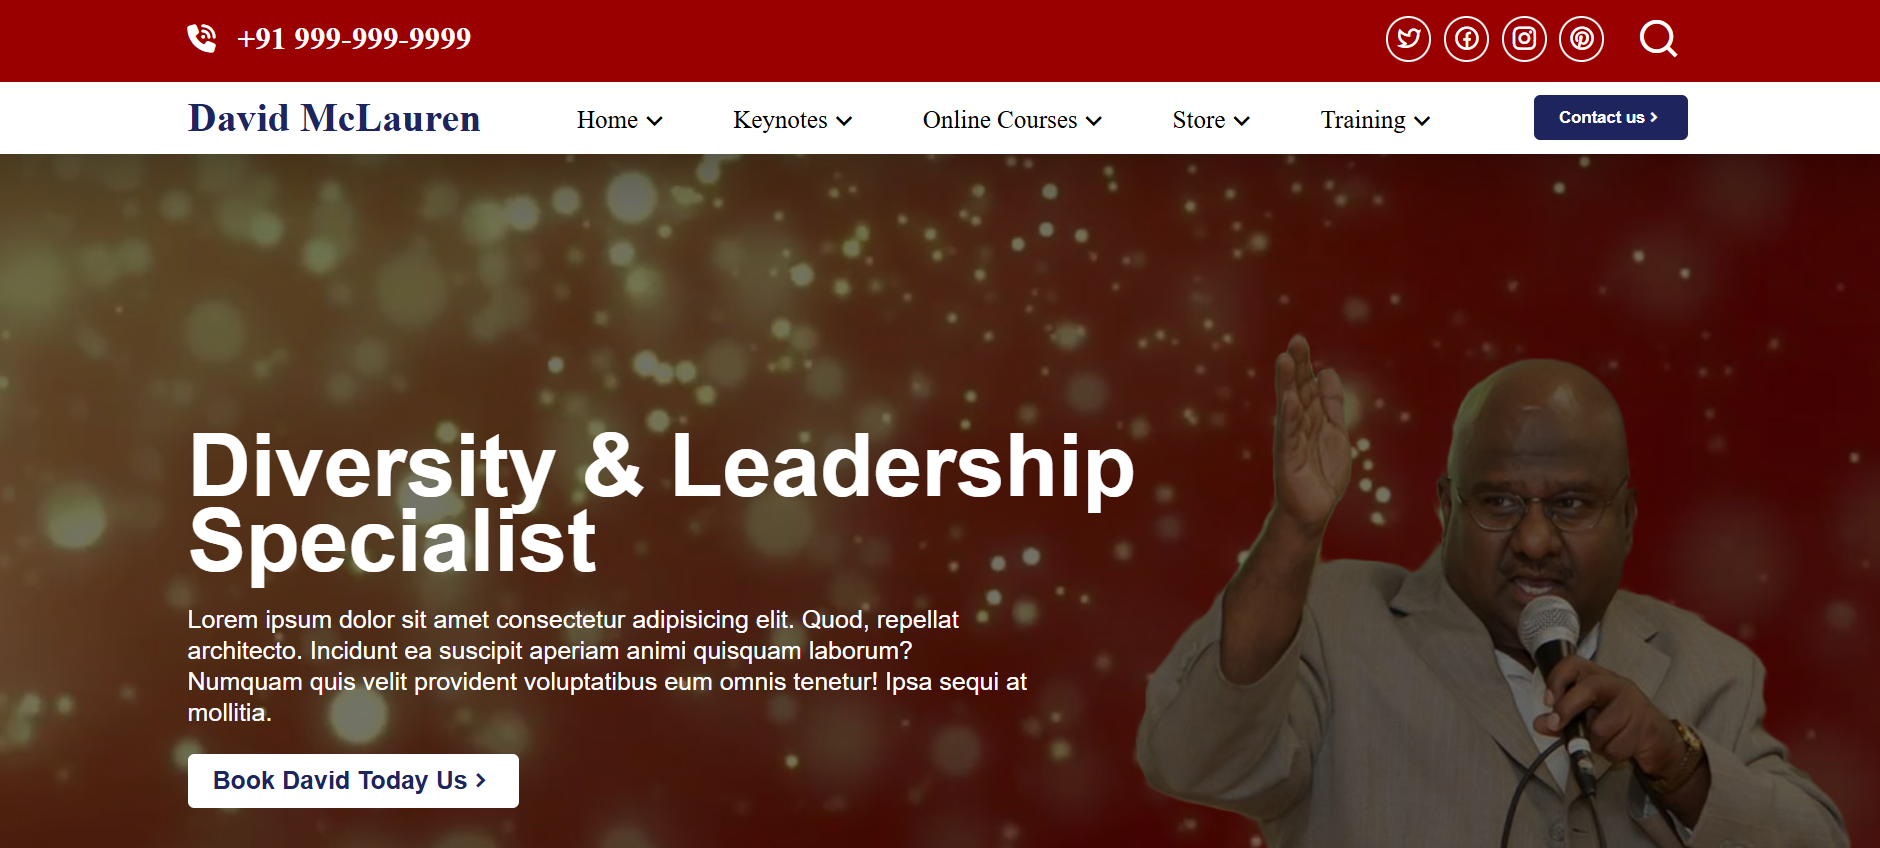 +91 999-999-9999
David McLauren
Home
Keynotes
Online Courses
Store
Training
Contact us
Diversity & Leadership
Specialist
Lorem ipsum dolor sit amet consectetur adipisicing elit. Quod, repellat
architecto. Incidunt ea suscipit aperiam animi quisquam laborum?
Numquam quis velit provident voluptatibus eum omnis tenetur! Ipsa sequi at
mollitia.
Book David Today Us